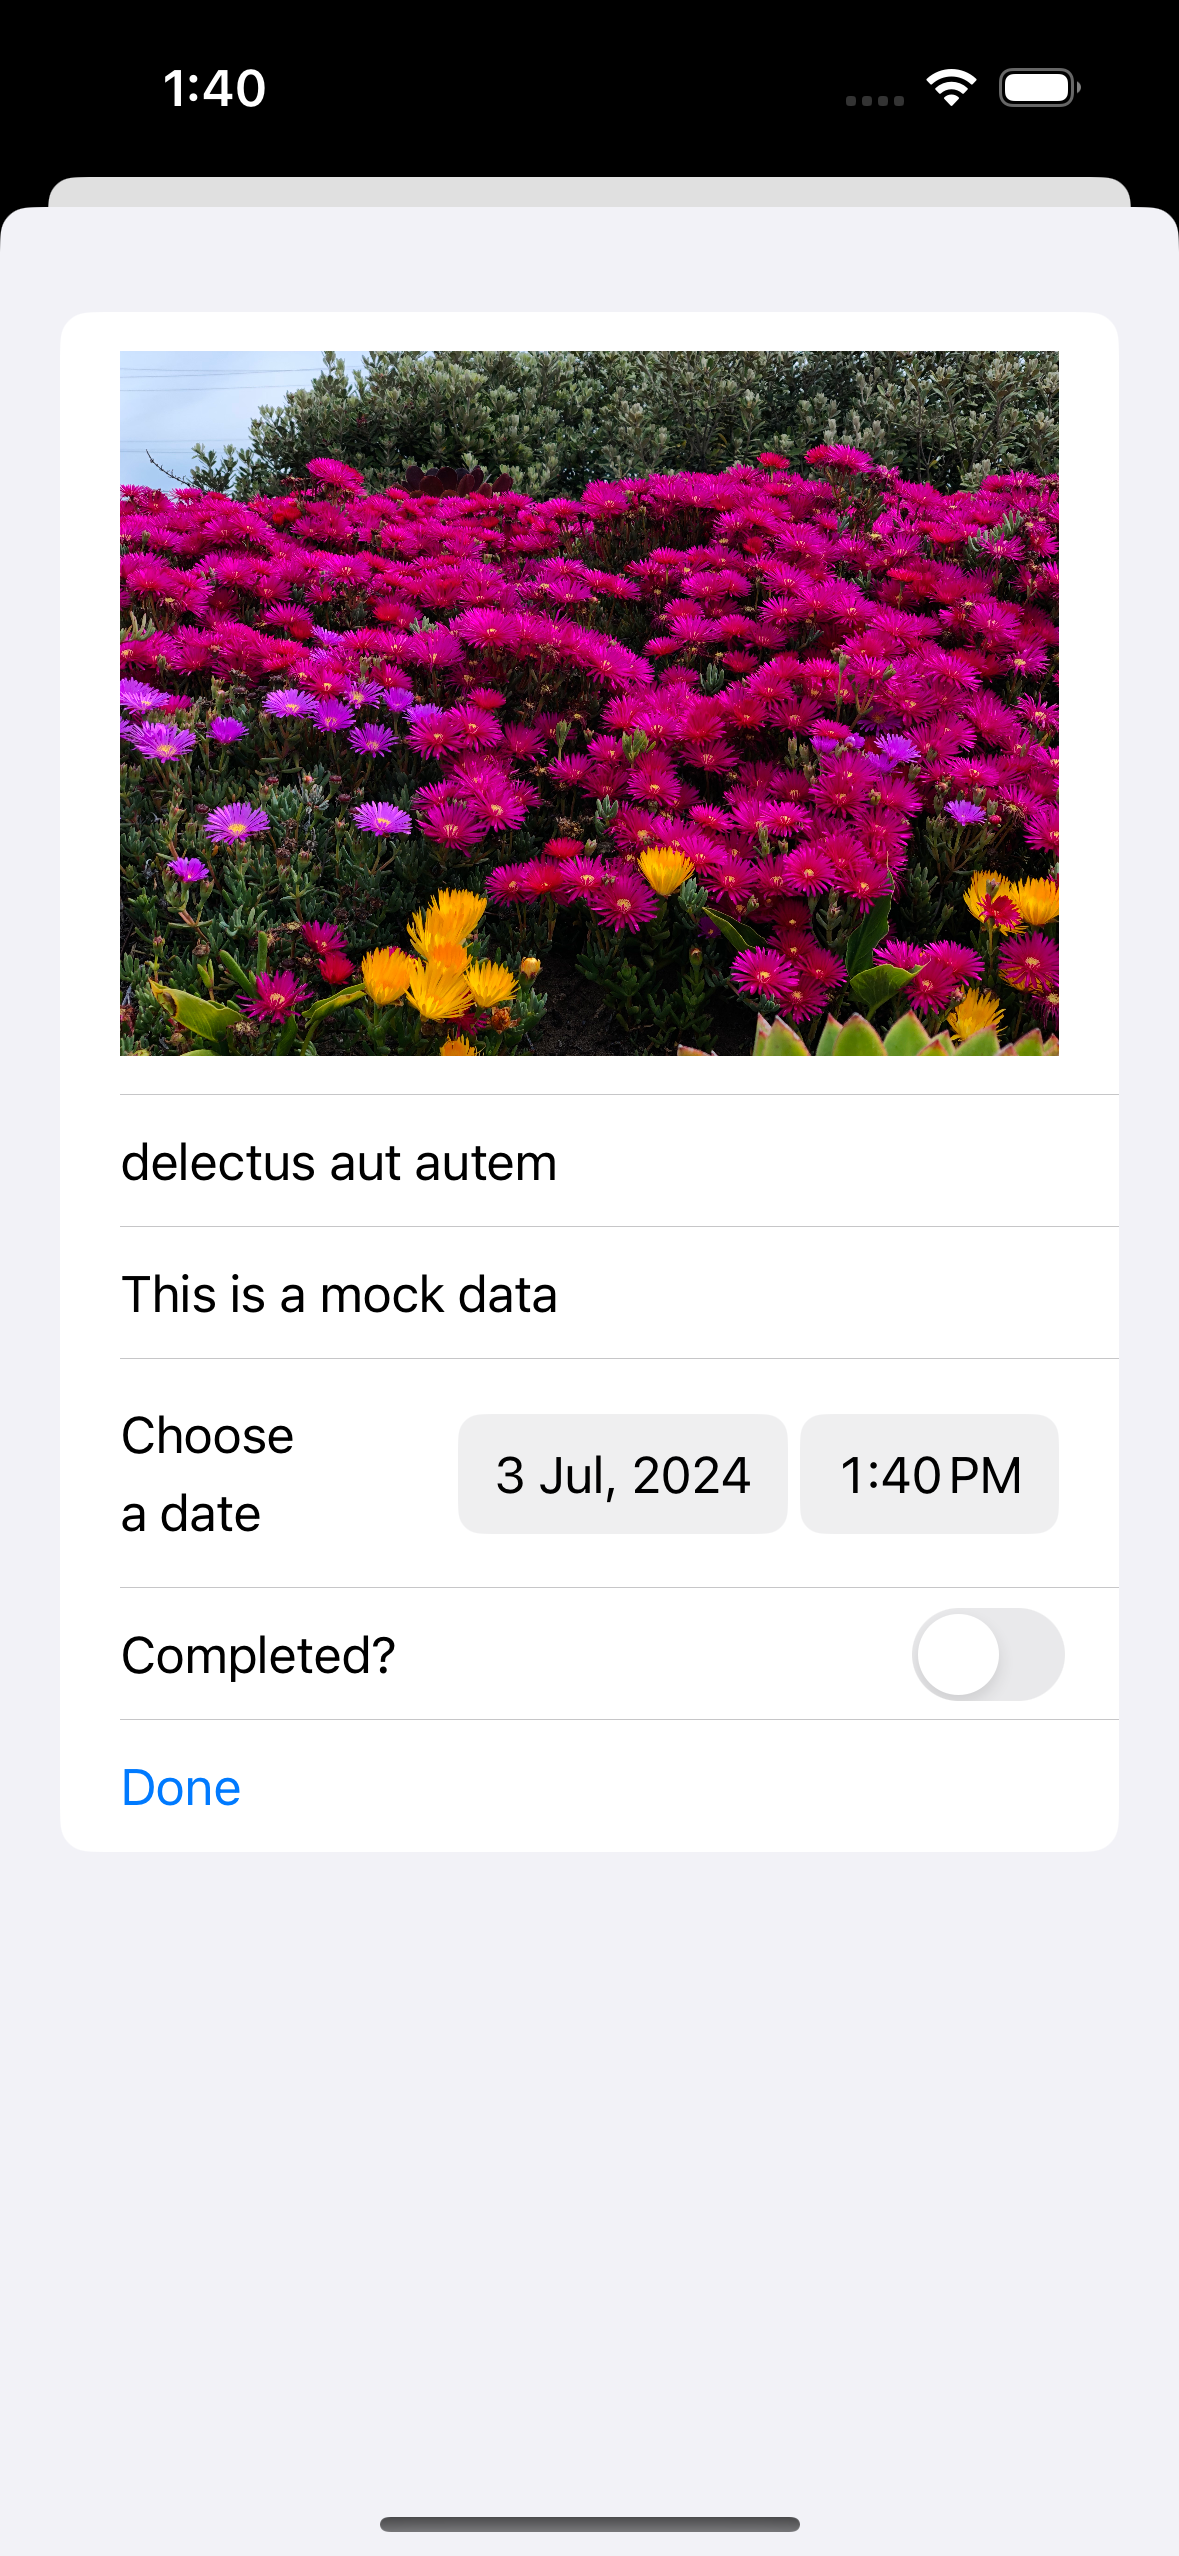 1:40
delectus aut autem
This is a mock data
Choose
a date
3 Jul, 2024
1:40 PM
Completed?
Done